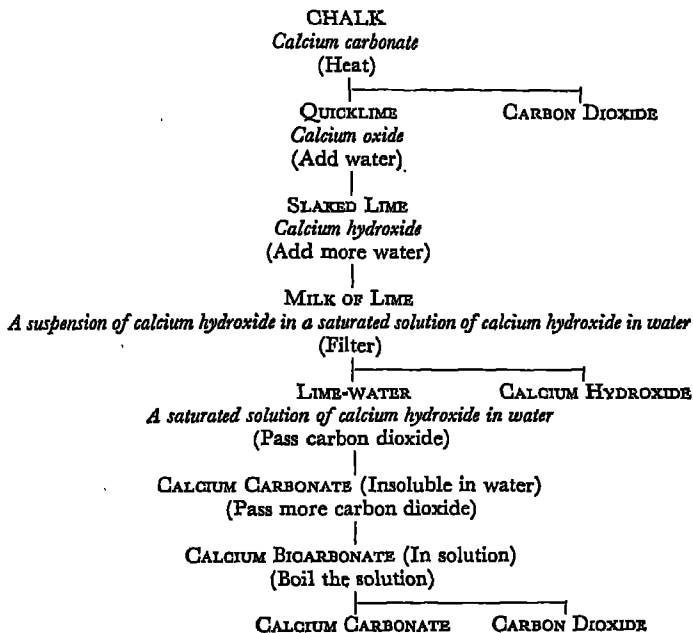 CHALK
Calcium carbonate
(Heat)
QUICKLIME CARBON DIOXIDE
Calcium oxide
(Add water)
SLAKED LIME
Calcium hydroxide
(Add more water)
MILK OF LIME
A suspension of calcium hydroxide in a saturated solution of calcium hydroxide in water
(Filter)
LIME-WATER CALCIUM HYDROXIDE
A saturated solution of calcium hydroxide in water
(Pass carbon dioxide)
CALCIUM CARBONATE (Insoluble in water)
(Pass more carbon dioxide)
CALCIUM BICARBONATE (In solution)
(Boil the solution)
CALCIUM CARBONATE CARBON DIOXIDE